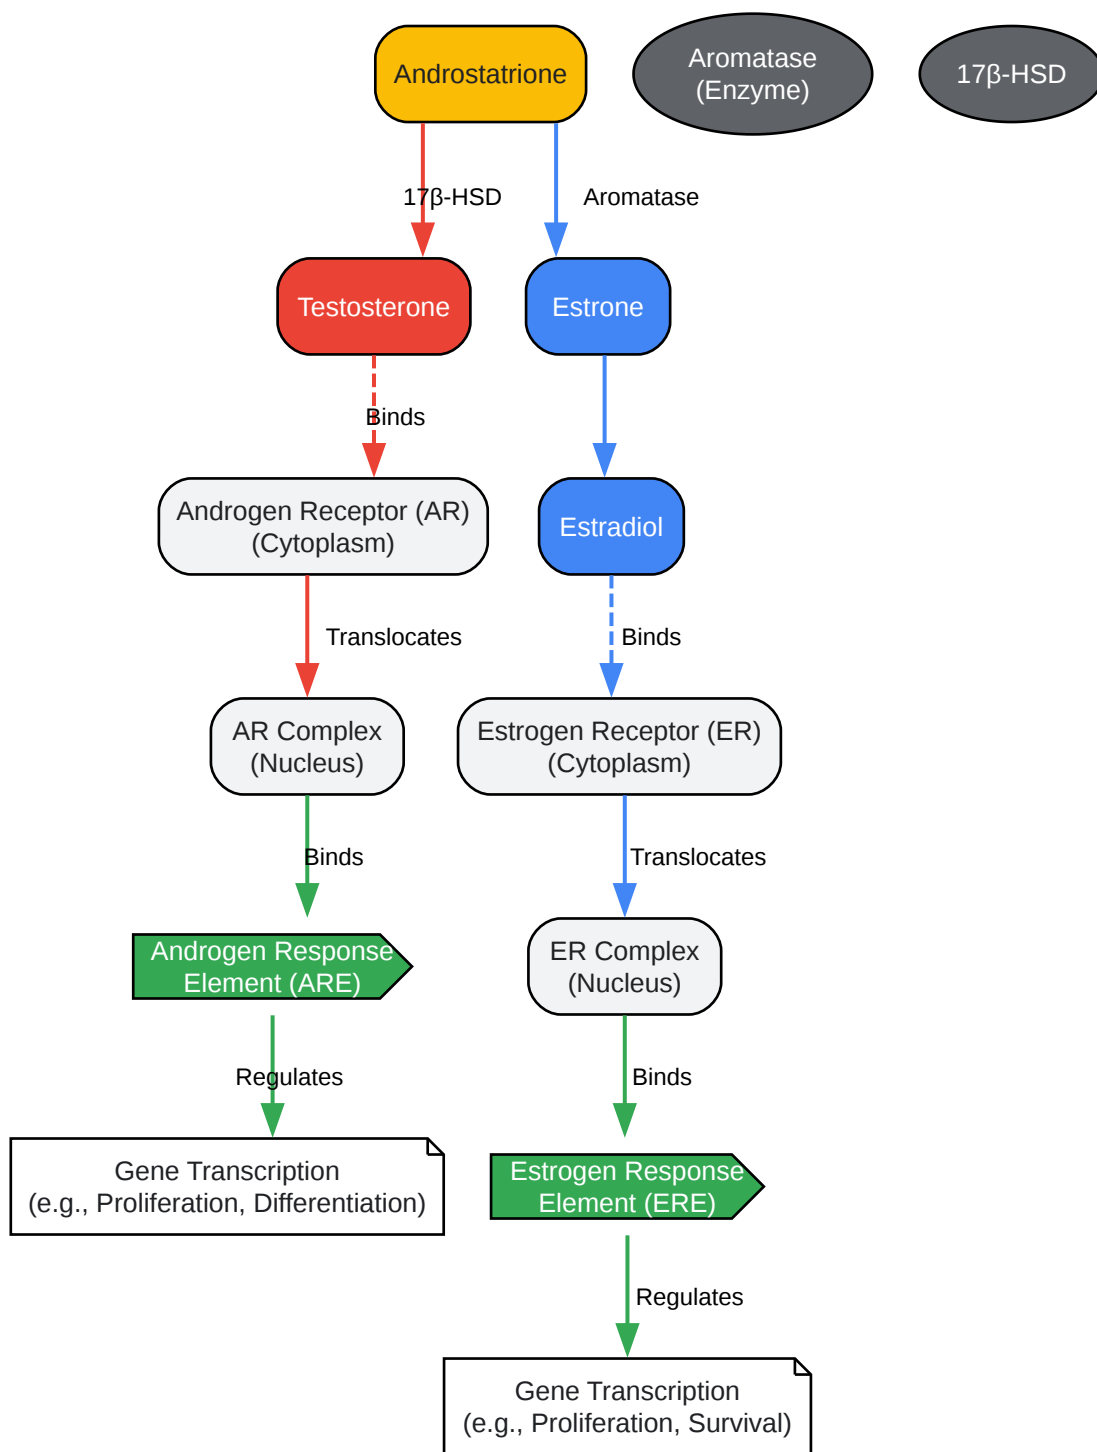 Androstatrione
Aromatase
(Enzyme)
17β-HSD
17β-HSD
Aromatase
Testosterone
Estrone
Binds
Androgen Receptor (AR)
(Cytoplasm)
Estradiol
Translocates
Binds
AR Complex
(Nucleus)
Estrogen Receptor (ER)
(Cytoplasm)
Binds
Translocates
Androgen Response
Element (ARE)
ER Complex
(Nucleus)
Regulates
Binds
Gene Transcription
(e.g., Proliferation, Differentiation)
Estrogen Response
Element (ERE)
Regulates
Gene Transcription
(e.g., Proliferation, Survival)